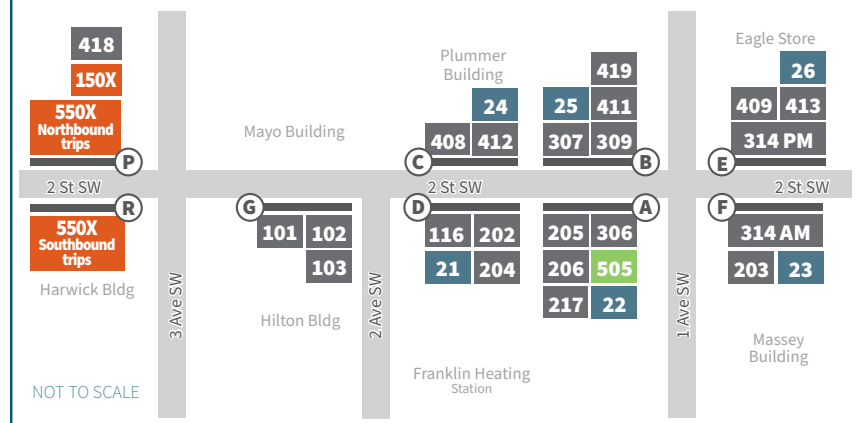 418
150X
550X
Northbound
trips
P
Mayo Building
Plummer
Building
24
408 412
C
419
25 411
307 309
B
Eagle Store
26
409 413
314 PM
E
2 St SW
2 St SW
2 St SW
R
550X
Southbound
trips
Harwick Bldg
G
101 102
103
Hilton Bldg
D
116 202
21 204
Franklin Heating
Station
A
205 306
206 505
217 22
F
314 AM
203 23
Massey
Building
3 Ave SW
2 Ave SW
1 Ave SW
NOT TO SCALE